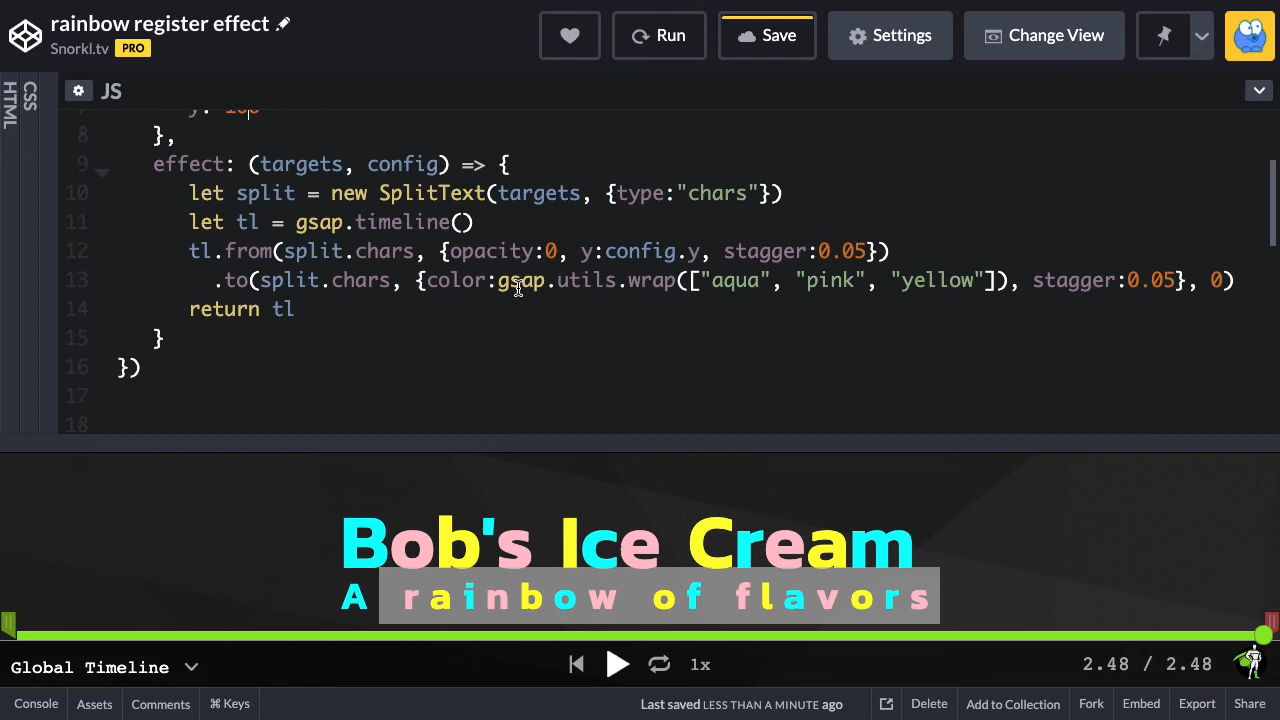 rainbow register effect
Snorkl.tv PRO
Run
Save
Settings
Change View
HTML
CSS
JS
8 },
9 effect: (targets, config) => {
10 let split = new SplitText(targets, {type:"chars"})
11 let tl = gsap.timeline()
12 tl.from(split.chars, {opacity:0, y:config.y, stagger:0.05})
13 .to(split.chars, {color:gsap.utils.wrap(["aqua", "pink", "yellow"]), stagger:0.05}, 0)
14 return tl
15 }
16 })
17
18
Bob's Ice Cream
A rainbow of flavors
Global Timeline
1x
2.48 / 2.48
Console
Assets
Comments
⌘ Keys
Last saved LESS THAN A MINUTE ago
Delete
Add to Collection
Fork
Embed
Export
Share